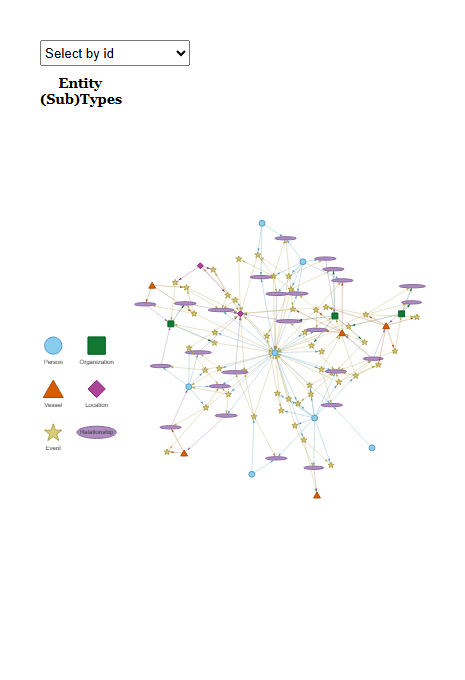 Select by id
Entity
(Sub)Types
Person
Organization
Vessel
Location
Event
Relationship